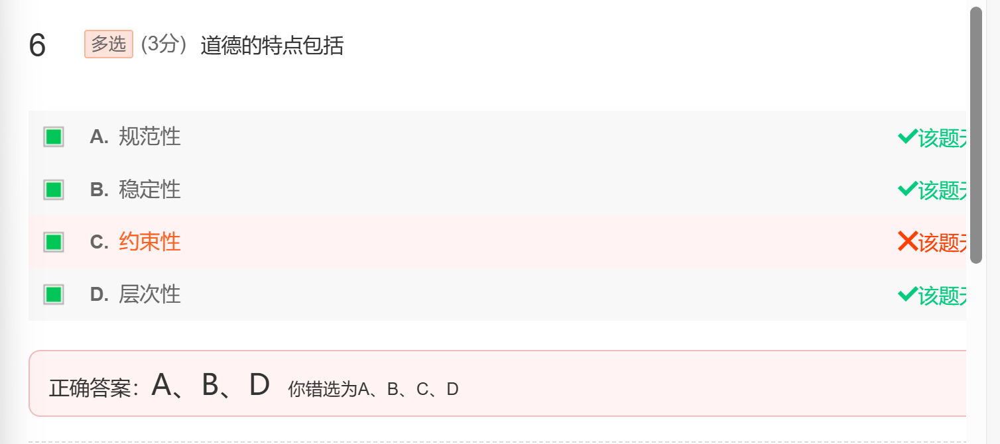 6 多选 (3分) 道德的特点包括
A. 规范性 该题
B. 稳定性 该题
C. 约束性 该题
D. 层次性 该题
正确答案：A、B、D 你错选为A、B、C、D